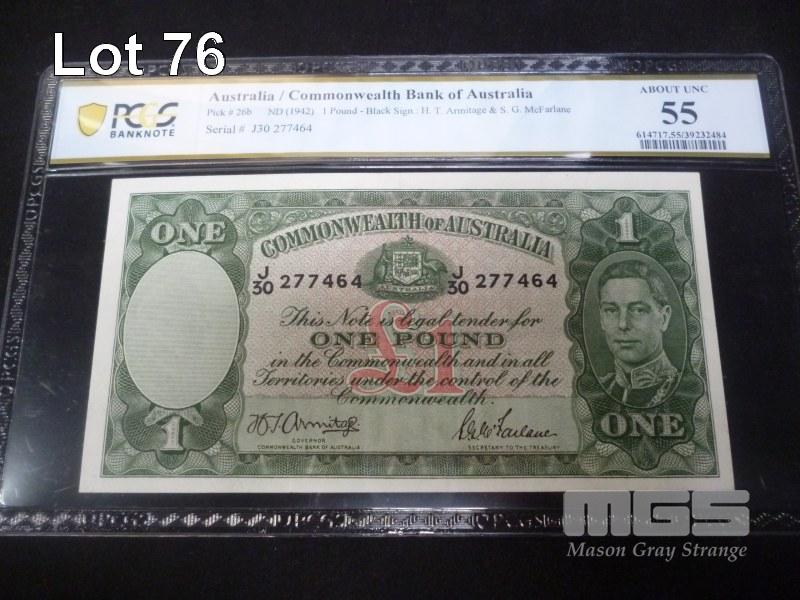 Lot 76
PCGS
BANKNOTE
Australia / Commonwealth Bank of Australia
Pick # 26b ND (1942) 1 Pound - Black Sign.: H. T. Armitage & S. G. McFarlane
Serial # J30 277464
ABOUT UNC
55
614717.55/39232484
ONE
COMMONWEALTH OF AUSTRALIA
1
J
30 277464
J
30 277464
AUSTRALIA
This Note is legal tender for
ONE POUND
in the Commonwealth and in all
Territories under the control of the
Commonwealth.
£1
H.T. Armitage.
GOVERNOR
COMMONWEALTH BANK OF AUSTRALIA
S.G. McFarlane
SECRETARY TO THE TREASURY
1
ONE
MGS
Mason Gray Strange